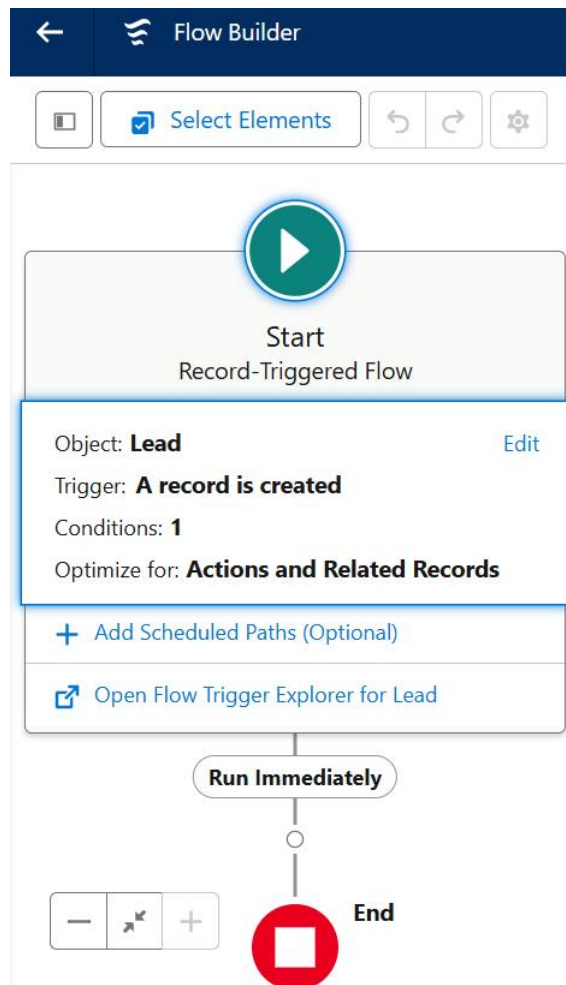 Flow Builder
Select Elements
Start
Record-Triggered Flow
Object: Lead Edit
Trigger: A record is created
Conditions: 1
Optimize for: Actions and Related Records
Add Scheduled Paths (Optional)
Open Flow Trigger Explorer for Lead
Run Immediately
End